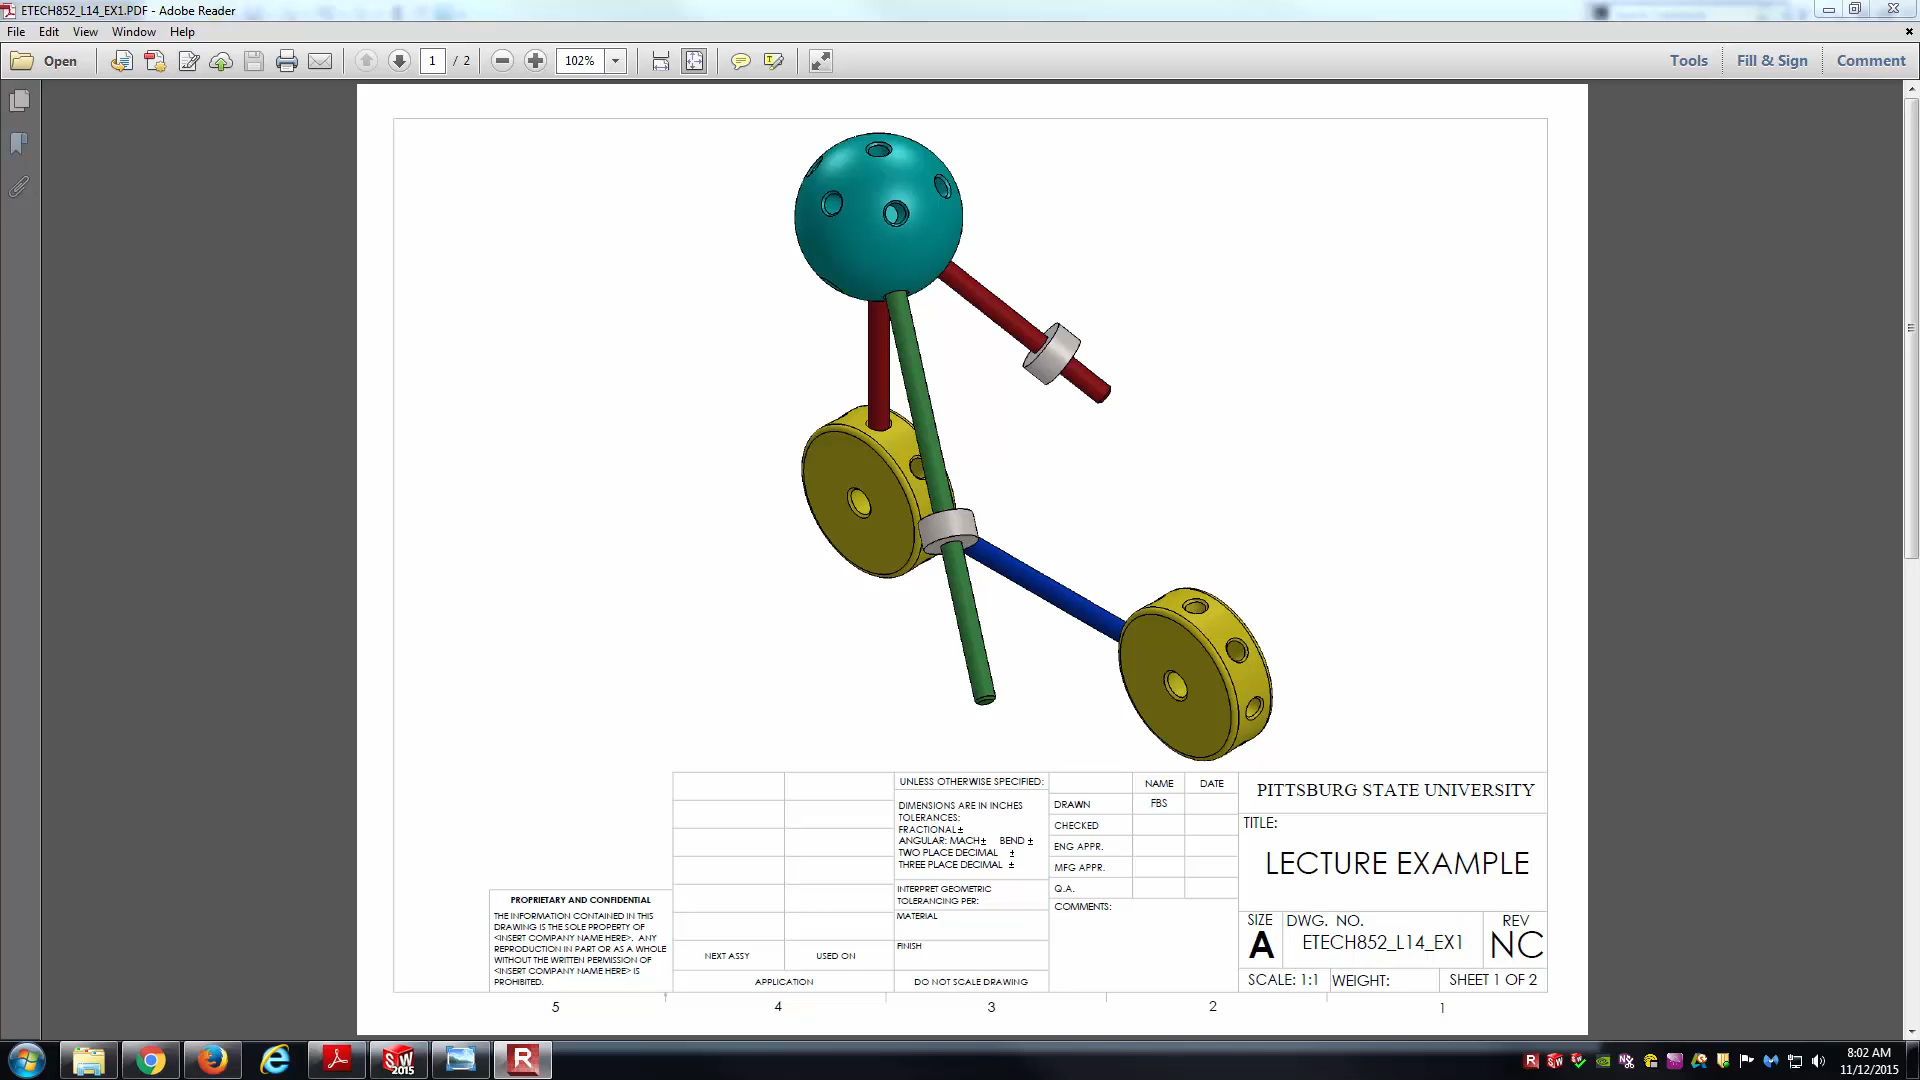 ETECH852_L14_EX1.PDF - Adobe Reader
File Edit View Window Help
Open 1 / 2 102% Tools Fill & Sign Comment
UNLESS OTHERWISE SPECIFIED:
DIMENSIONS ARE IN INCHES
TOLERANCES:
FRACTIONAL±
ANGULAR: MACH± BEND ±
TWO PLACE DECIMAL ±
THREE PLACE DECIMAL ±
INTERPRET GEOMETRIC
TOLERANCING PER:
MATERIAL
FINISH
DO NOT SCALE DRAWING
NEXT ASSY USED ON
APPLICATION
PROPRIETARY AND CONFIDENTIAL
THE INFORMATION CONTAINED IN THIS
DRAWING IS THE SOLE PROPERTY OF
<INSERT COMPANY NAME HERE>. ANY
REPRODUCTION IN PART OR AS A WHOLE
WITHOUT THE WRITTEN PERMISSION OF
<INSERT COMPANY NAME HERE> IS
PROHIBITED.
NAME DATE
DRAWN FBS
CHECKED
ENG APPR.
MFG APPR.
Q.A.
COMMENTS:
PITTSBURG STATE UNIVERSITY
TITLE:
LECTURE EXAMPLE
SIZE DWG. NO. REV
A ETECH852_L14_EX1 NC
SCALE: 1:1 WEIGHT: SHEET 1 OF 2
5 4 3 2 1
SW
2015
R
8:02 AM
11/12/2015